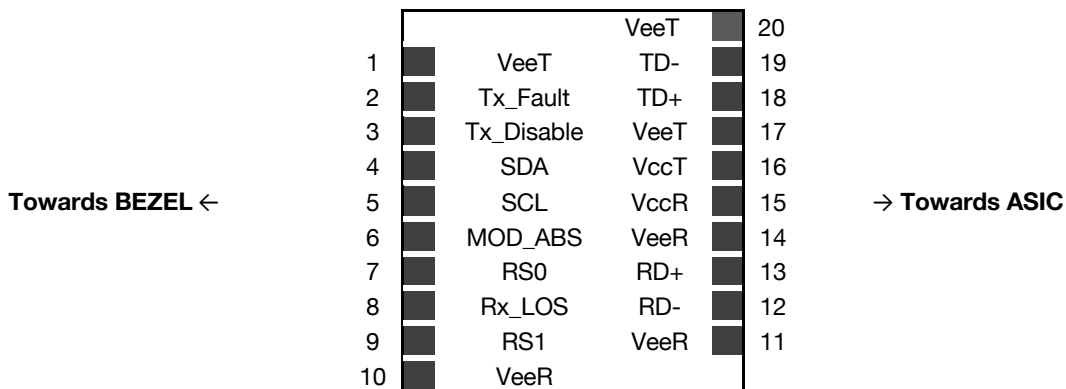 VeeT 20
1 VeeT TD- 19
2 Tx_Fault TD+ 18
3 Tx_Disable VeeT 17
4 SDA VccT 16
Towards BEZEL ← 5 SCL VccR 15 → Towards ASIC
6 MOD_ABS VeeR 14
7 RS0 RD+ 13
8 Rx_LOS RD- 12
9 RS1 VeeR 11
10 VeeR